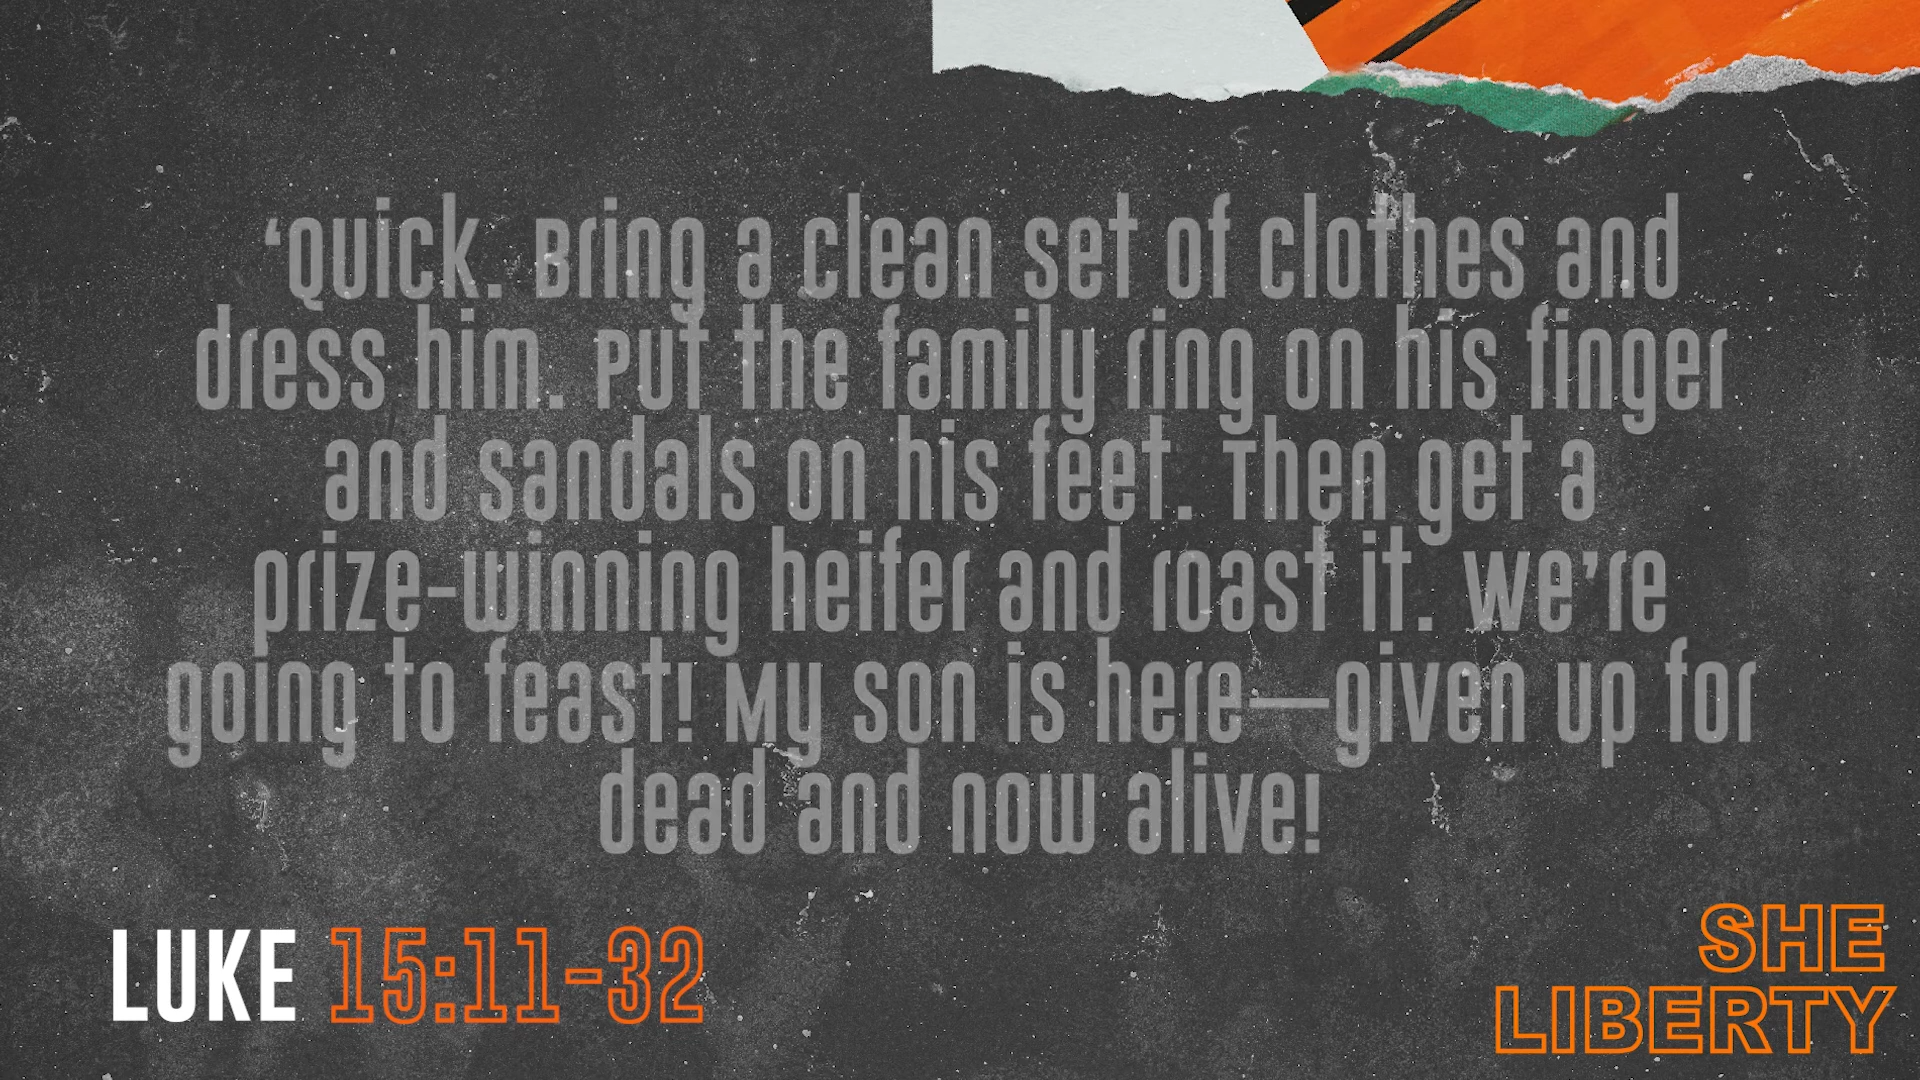 ‘Quick. Bring a clean set of clothes and
dress him. Put the family ring on his finger
and sandals on his feet. Then get a
prize-winning heifer and roast it. We’re
going to feast! My son is here—given up for
dead and now alive!
LUKE 15:11-32
SHE
LIBERTY